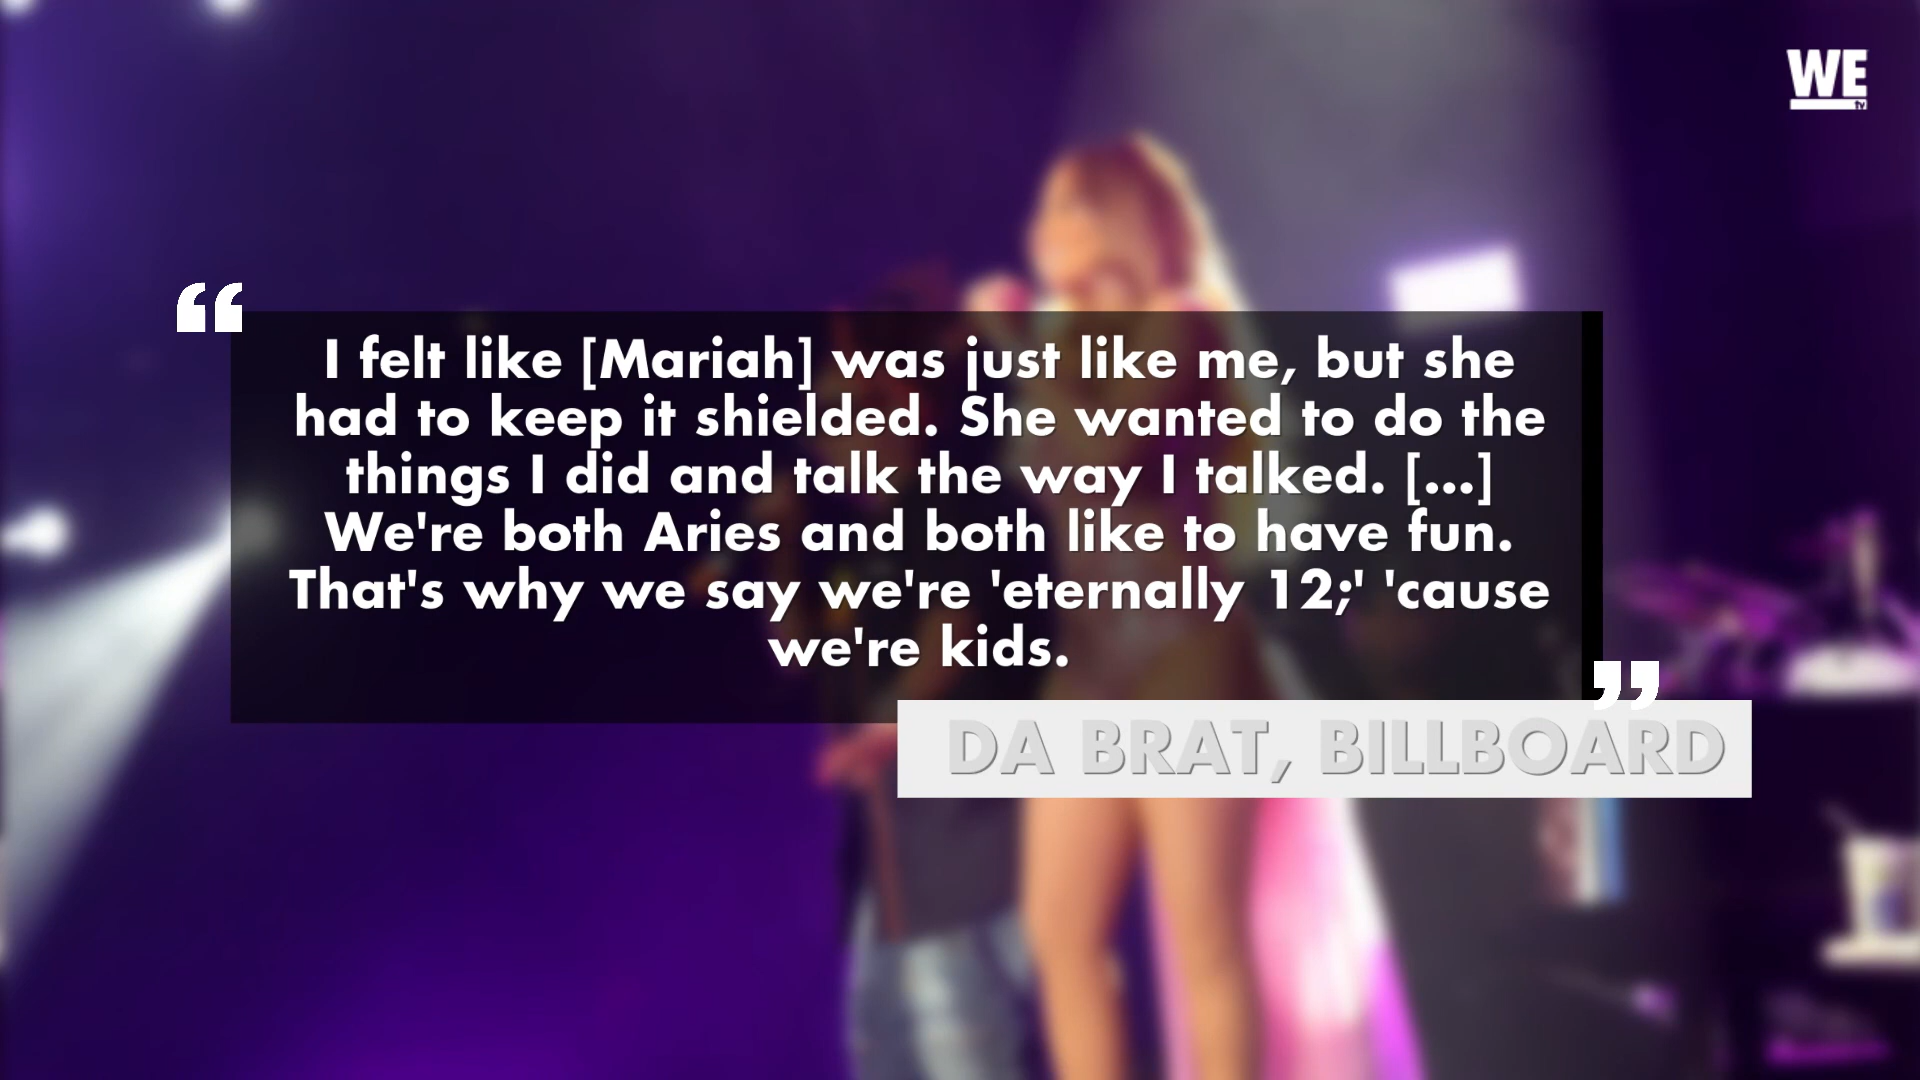 WE
tv
“
I felt like [Mariah] was just like me, but she
had to keep it shielded. She wanted to do the
things I did and talk the way I talked. [...]
We're both Aries and both like to have fun.
That's why we say we're 'eternally 12;' 'cause
we're kids.
”
DA BRAT, BILLBOARD